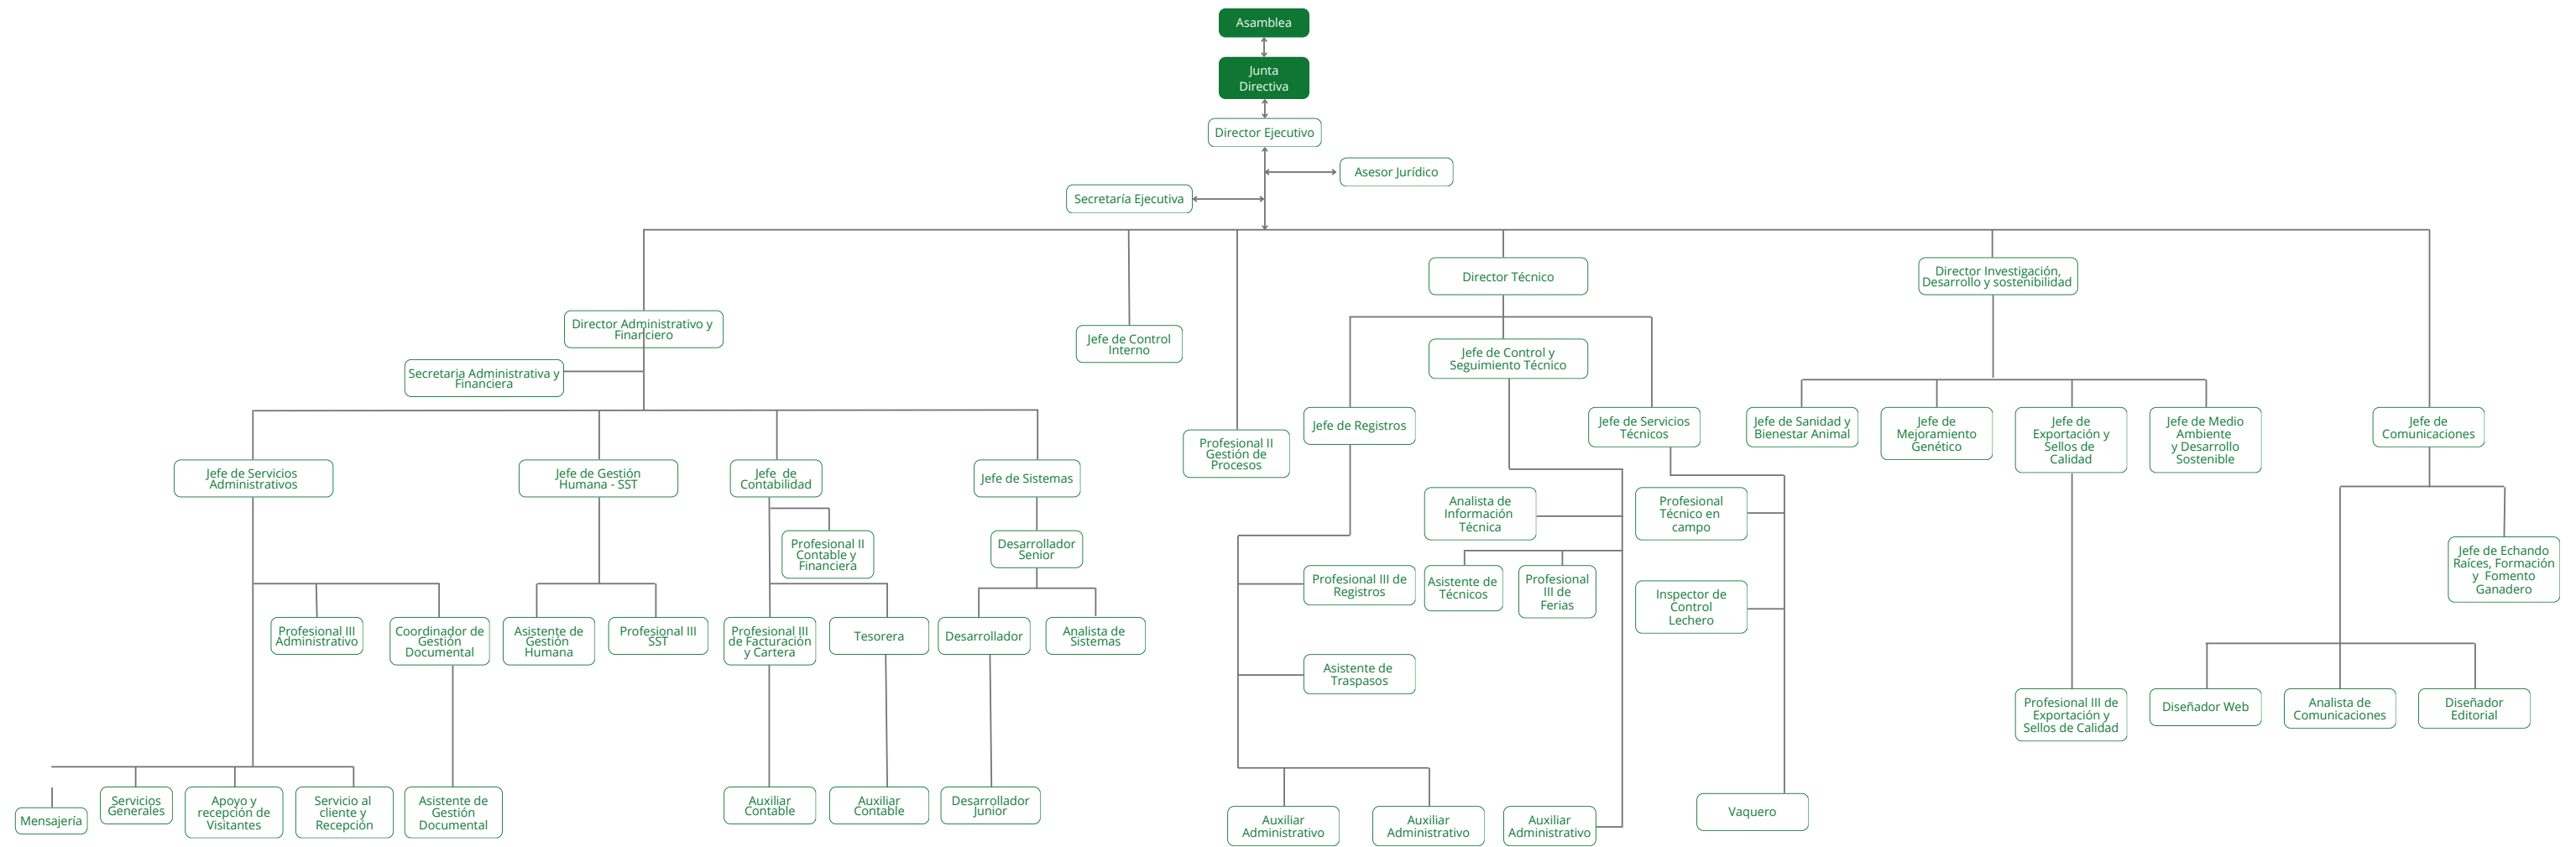 Asamblea
Junta
Directiva
Director Ejecutivo
Asesor Jurídico
Secretaría Ejecutiva
Director Administrativo y
Financiero
Secretaria Administrativa y
Financiera
Jefe de Control
Interno
Profesional II
Gestión de
Procesos
Director Técnico
Director Investigación,
Desarrollo y sostenibilidad
Jefe de Servicios
Administrativos
Jefe de Gestión
Humana - SST
Jefe de
Contabilidad
Jefe de Sistemas
Profesional II
Contable y
Financiera
Desarrollador
Senior
Profesional III
Administrativo
Coordinador de
Gestión
Documental
Asistente de
Gestión
Humana
Profesional III
SST
Profesional III
de Facturación
y Cartera
Tesorera
Desarrollador
Analista de
Sistemas
Mensajería
Servicios
Generales
Apoyo y
recepción de
Visitantes
Servicio al
cliente y
Recepción
Asistente de
Gestión
Documental
Auxiliar
Contable
Auxiliar
Contable
Desarrollador
Junior
Jefe de Control y
Seguimiento Técnico
Jefe de Registros
Jefe de Servicios
Técnicos
Analista de
Información
Técnica
Profesional
Técnico en
campo
Profesional III de
Registros
Asistente de
Técnicos
Profesional
III de
Ferias
Inspector de
Control
Lechero
Asistente de
Traspasos
Auxiliar
Administrativo
Auxiliar
Administrativo
Auxiliar
Administrativo
Vaquero
Jefe de Sanidad y
Bienestar Animal
Jefe de
Mejoramiento
Genético
Jefe de
Exportación y
Sellos de
Calidad
Jefe de Medio
Ambiente
y Desarrollo
Sostenible
Profesional III de
Exportación y
Sellos de Calidad
Jefe de
Comunicaciones
Jefe de Echando
Raíces, Formación
y Fomento
Ganadero
Diseñador Web
Analista de
Comunicaciones
Diseñador
Editorial